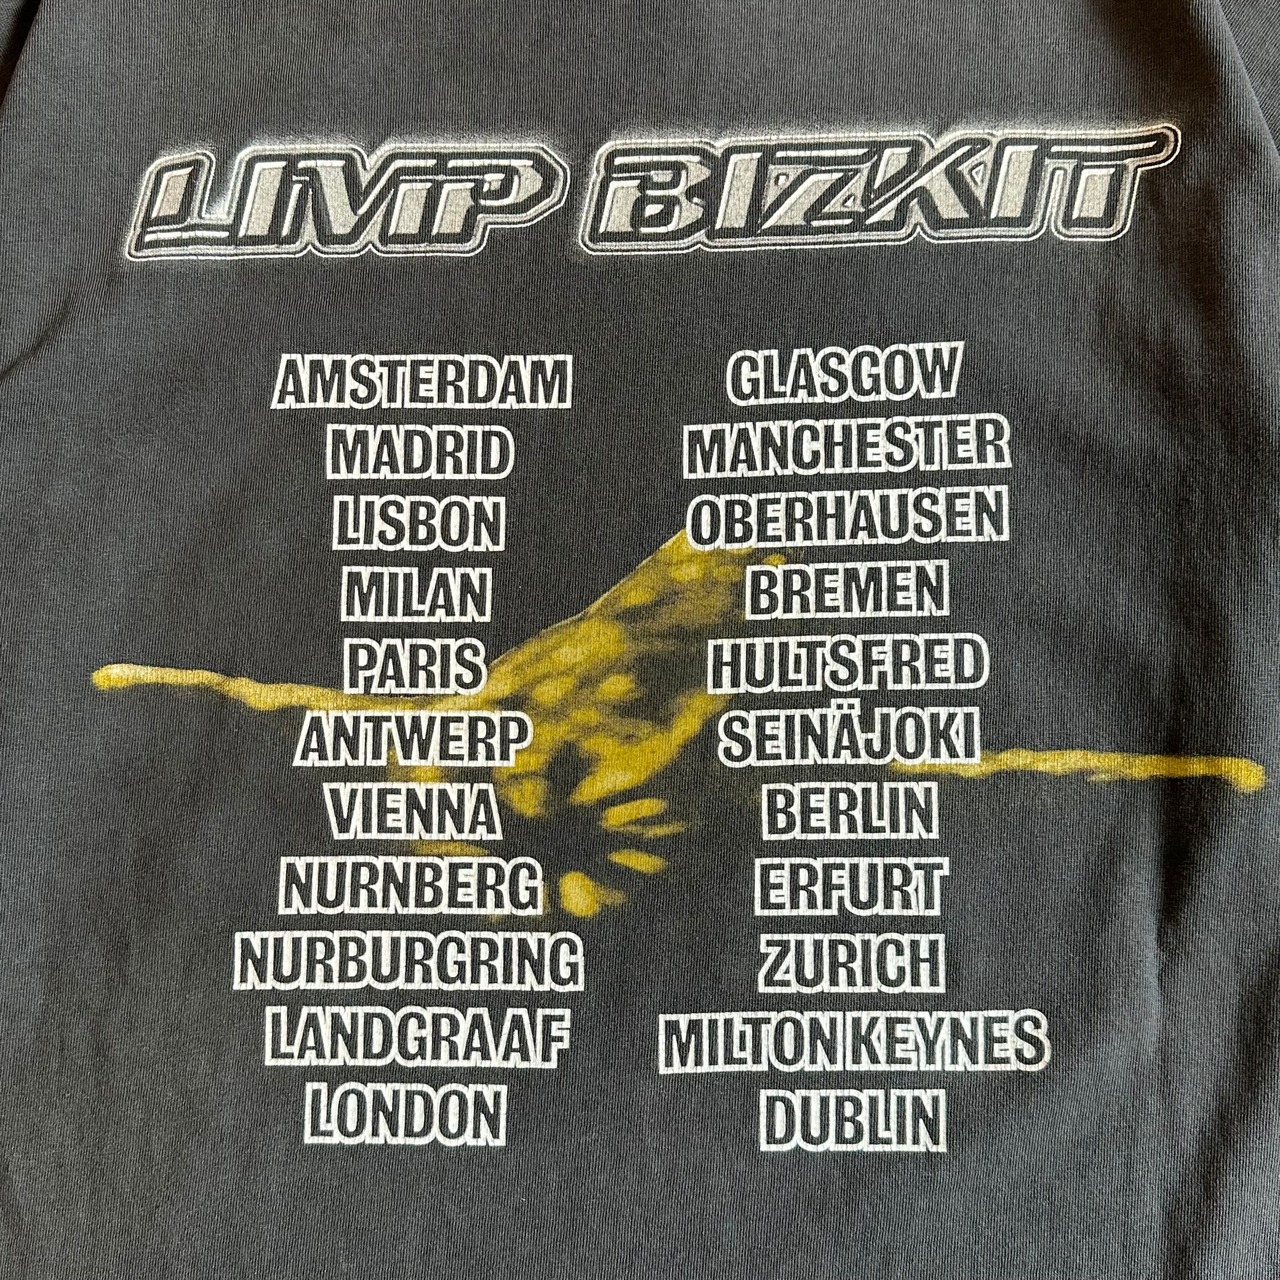 LIMP BIZKIT
AMSTERDAM
MADRID
LISBON
MILAN
PARIS
ANTWERP
VIENNA
NURNBERG
NURBURGRING
LANDGRAAF
LONDON
GLASGOW
MANCHESTER
OBERHAUSEN
BREMEN
HULTSFRED
SEINÄJOKI
BERLIN
ERFURT
ZURICH
MILTON KEYNES
DUBLIN